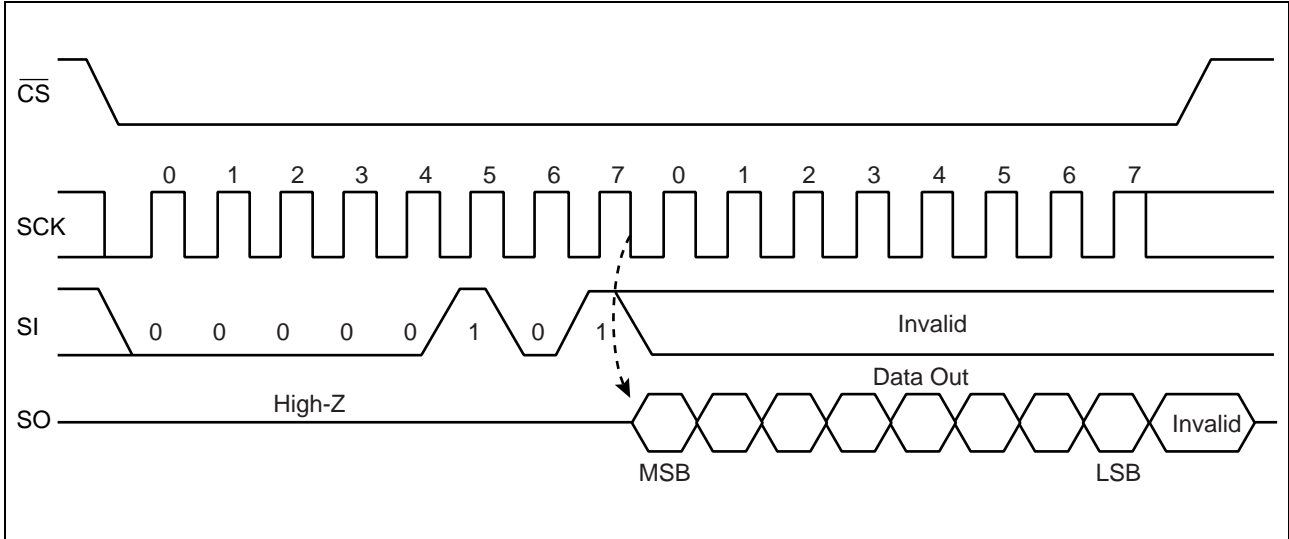 C̅S̅
0 1 2 3 4 5 6 7 0 1 2 3 4 5 6 7
SCK
SI
0 0 0 0 0 1 0 1
Invalid
Data Out
High-Z
SO
Invalid
MSB
LSB